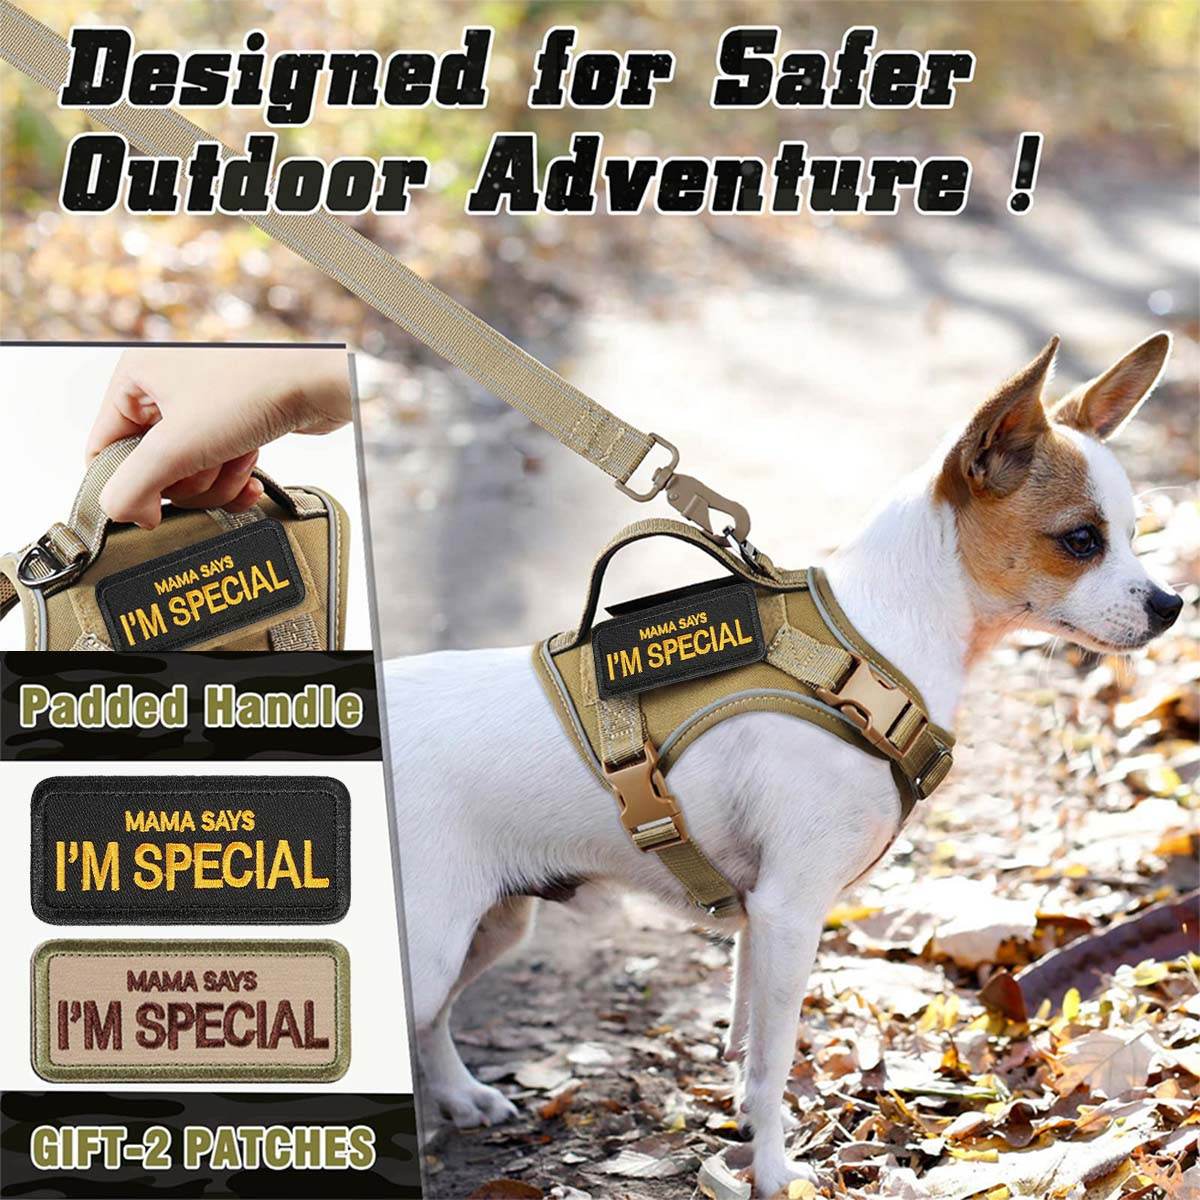 Designed for Safer
Outdoor Adventure !
MAMA SAYS
I'M SPECIAL
Padded Handle
MAMA SAYS
I'M SPECIAL
MAMA SAYS
I'M SPECIAL
GIFT-2 PATCHES
MAMA SAYS
I'M SPECIAL